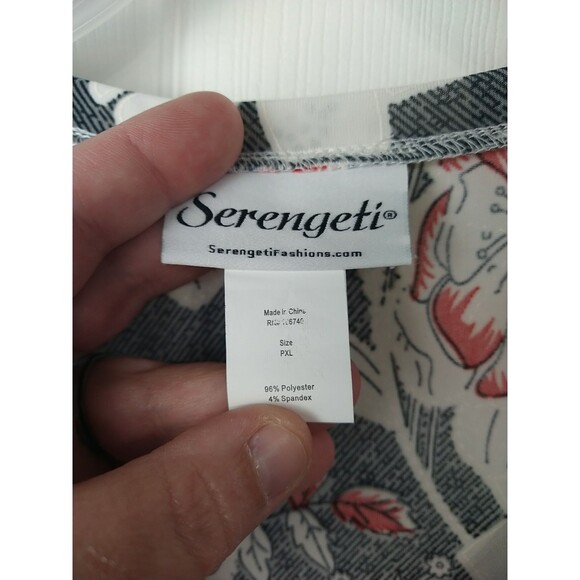 Serengeti®
SerengetiFashions.com
Made in China
Size
PXL
96% Polyester
4% Spandex